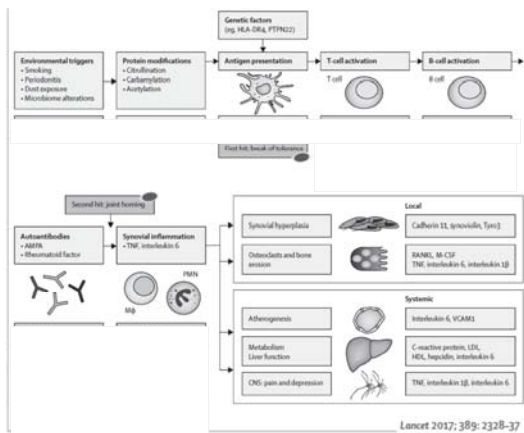 Genetic factors
(eg, HLA-DR4, PTPN22)
Environmental triggers
• Smoking
• Periodontitis
• Dust exposure
• Microbiome alterations
Protein modifications
• Citrullination
• Carbamylation
• Acetylation
Antigen presentation
T-cell activation
T cell
B-cell activation
B cell
First hit: break of tolerance
Second hit: joint homing
Autoantibodies
• AMPA
• Rheumatoid factor
Synovial inflammation
• TNF, interleukin 6
Mϕ
PMN
Local
Synovial hyperplasia
Cadherin 11, synoviolin, Tyro3
Osteoclasts and bone
erosion
RANKL, M-CSF
TNF, interleukin 6, interleukin 1β
Systemic
Atherogenesis
Interleukin 6, VCAM1
Metabolism
Liver function
C-reactive protein, LDL,
HDL, hepcidin, interleukin 6
CNS: pain and depression
TNF, interleukin 1β, interleukin 6
Lancet 2017; 389: 2328–37